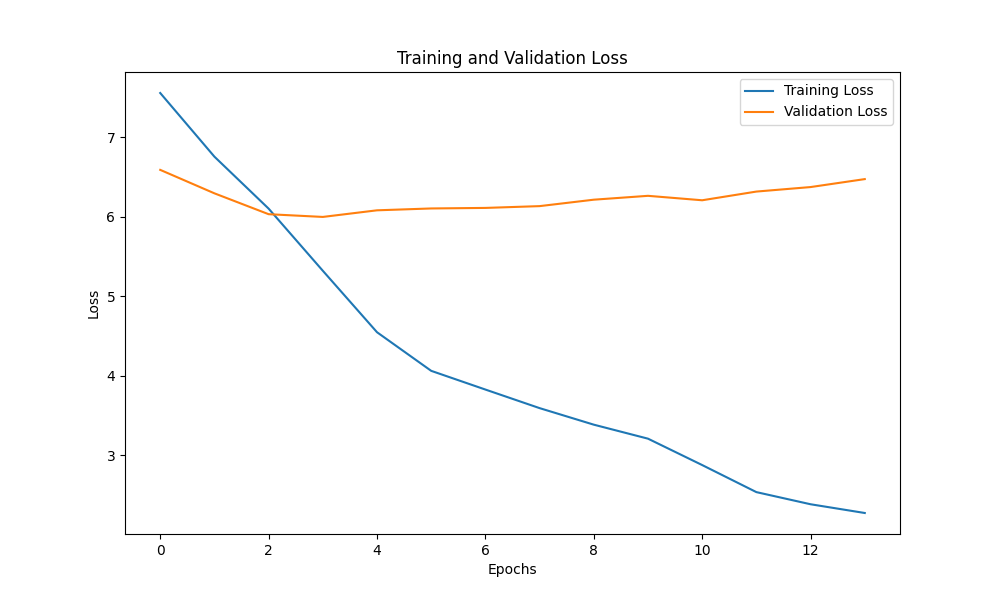 Training and Validation Loss
Training Loss
Validation Loss
7
6
5
4
3
Loss
0 2 4 6 8 10 12
Epochs